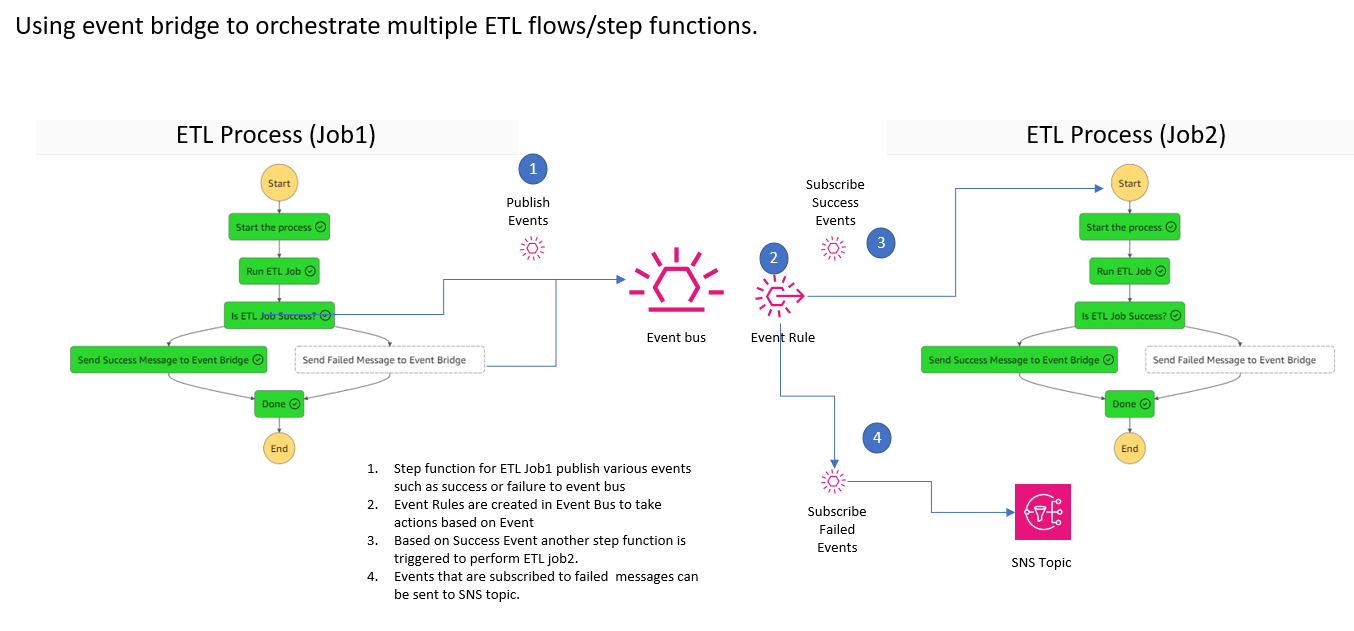 Using event bridge to orchestrate multiple ETL flows/step functions.
ETL Process (Job1)
Start
Start the process
Run ETL Job
Is ETL Job Success?
Send Success Message to Event Bridge
Send Failed Message to Event Bridge
Done
End
1
Publish
Events
Event bus
2
Event Rule
Subscribe
Success
Events
3
4
Subscribe
Failed
Events
SNS Topic
ETL Process (Job2)
Start
Start the process
Run ETL Job
Is ETL Job Success?
Send Success Message to Event Bridge
Send Failed Message to Event Bridge
Done
End
1. Step function for ETL Job1 publish various events
such as success or failure to event bus
2. Event Rules are created in Event Bus to take
actions based on Event
3. Based on Success Event another step function is
triggered to perform ETL job2.
4. Events that are subscribed to failed  messages can
be sent to SNS topic.